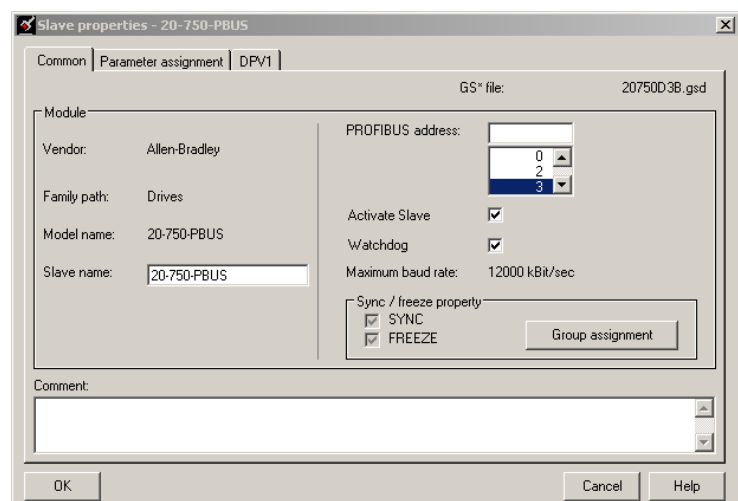 Slave properties - 20-750-PBUS
Common Parameter assignment DPV1
GS* file: 20750D3B.gsd
Module
Vendor: Allen-Bradley
Family path: Drives
Model name: 20-750-PBUS
Slave name: 20-750-PBUS
PROFIBUS address:
0
2
3
Activate Slave
Watchdog
Maximum baud rate: 12000 kBit/sec
Sync / freeze property
SYNC
FREEZE
Group assignment
Comment:
OK Cancel Help